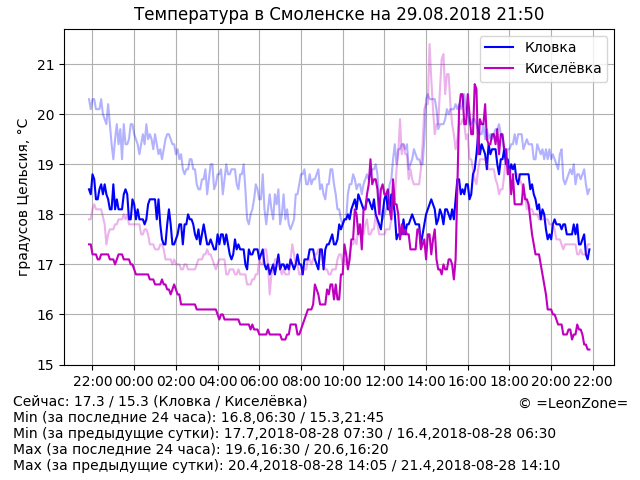 Температура в Смоленске на 29.08.2018 21:50
градусов Цельсия, °C
21
20
19
18
17
16
15
Кловка
Киселёвка
22:00 00:00 02:00 04:00 06:00 08:00 10:00 12:00 14:00 16:00 18:00 20:00 22:00
Сейчас: 17.3 / 15.3 (Кловка / Киселёвка)
© =LeonZone=
Min (за последние 24 часа): 16.8,06:30 / 15.3,21:45
Min (за предыдущие сутки): 17.7,2018-08-28 07:30 / 16.4,2018-08-28 06:30
Max (за последние 24 часа): 19.6,16:30 / 20.6,16:20
Max (за предыдущие сутки): 20.4,2018-08-28 14:05 / 21.4,2018-08-28 14:10